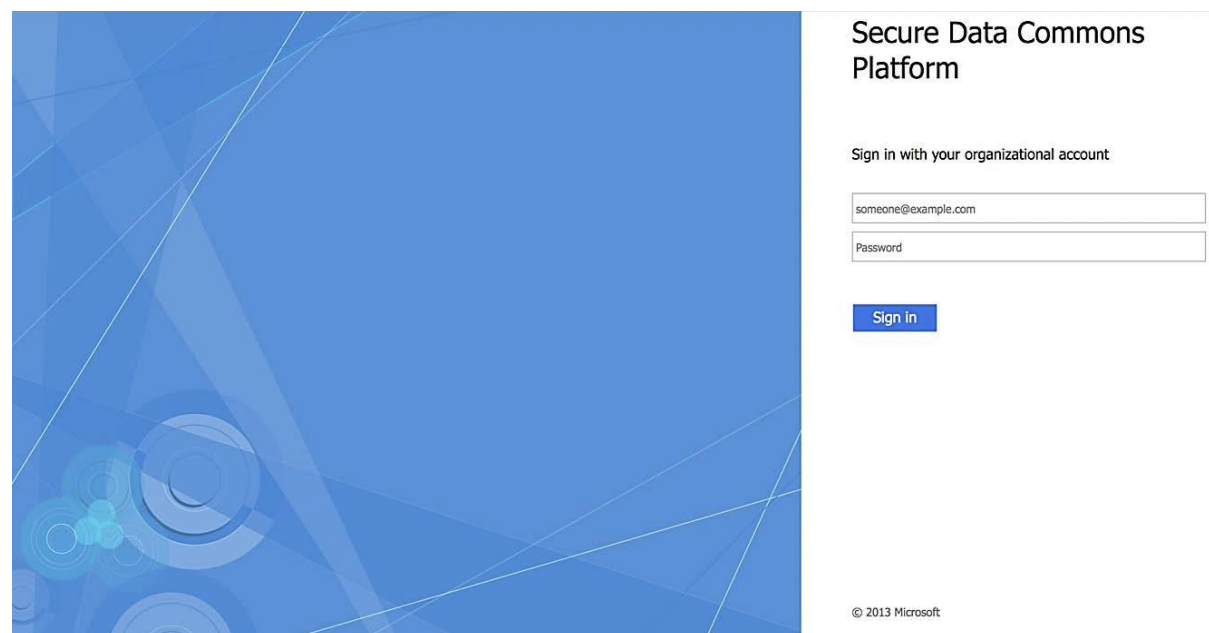 Secure Data Commons
Platform
Sign in with your organizational account
someone@example.com
Password
Sign in
© 2013 Microsoft